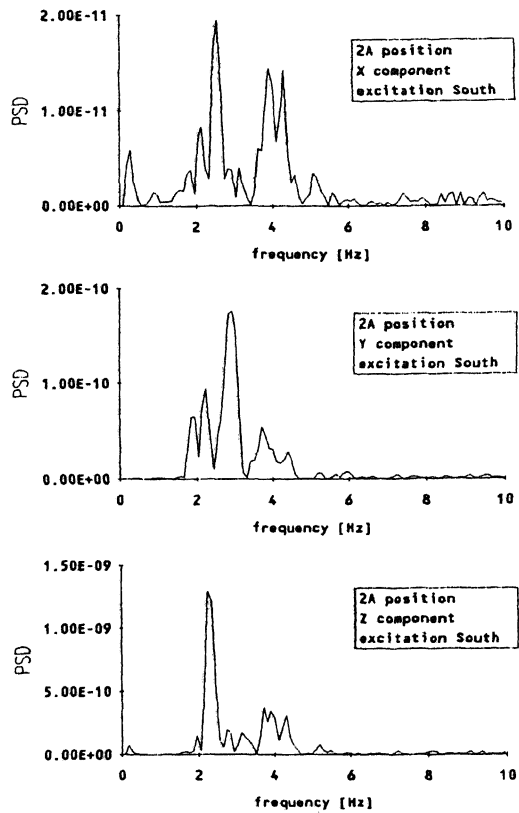 2.00E-11
1.00E-11
0.00E+00
PSD
2A position
X component
excitation South
0 2 4 6 8 10
frequency [Hz]
2.00E-10
1.00E-10
0.00E+00
PSD
2A position
Y component
excitation South
0 2 4 6 8 10
frequency [Hz]
1.50E-09
1.00E-09
5.00E-10
0.00E+00
PSD
2A position
Z component
excitation South
0 2 4 6 8 10
frequency [Hz]